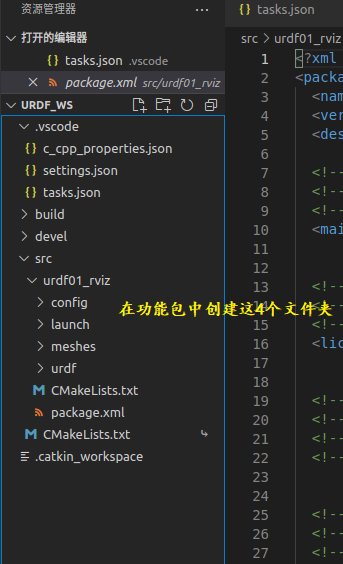 资源管理器
打开的编辑器
tasks.json .vscode
package.xml src/urdf01_rviz
URDF_WS
.vscode
c_cpp_properties.json
settings.json
tasks.json
build
devel
src
urdf01_rviz
config
launch
meshes
urdf
CMakeLists.txt
package.xml
CMakeLists.txt
.catkin_workspace
在功能包中创建这4个文件夹
tasks.json
src > urdf01_rviz
1 <?xml
2 <packa
3 <nam
4 <ver
5 <des
6
7 <!--
8 <!--
9 <!--
10 <mai
11
12
13 <!--
14 <!--
15 <!--
16 <lic
17
18
19 <!--
20 <!--
21 <!--
22 <!--
23
24
25 <!--
26 <!--
27 <!--